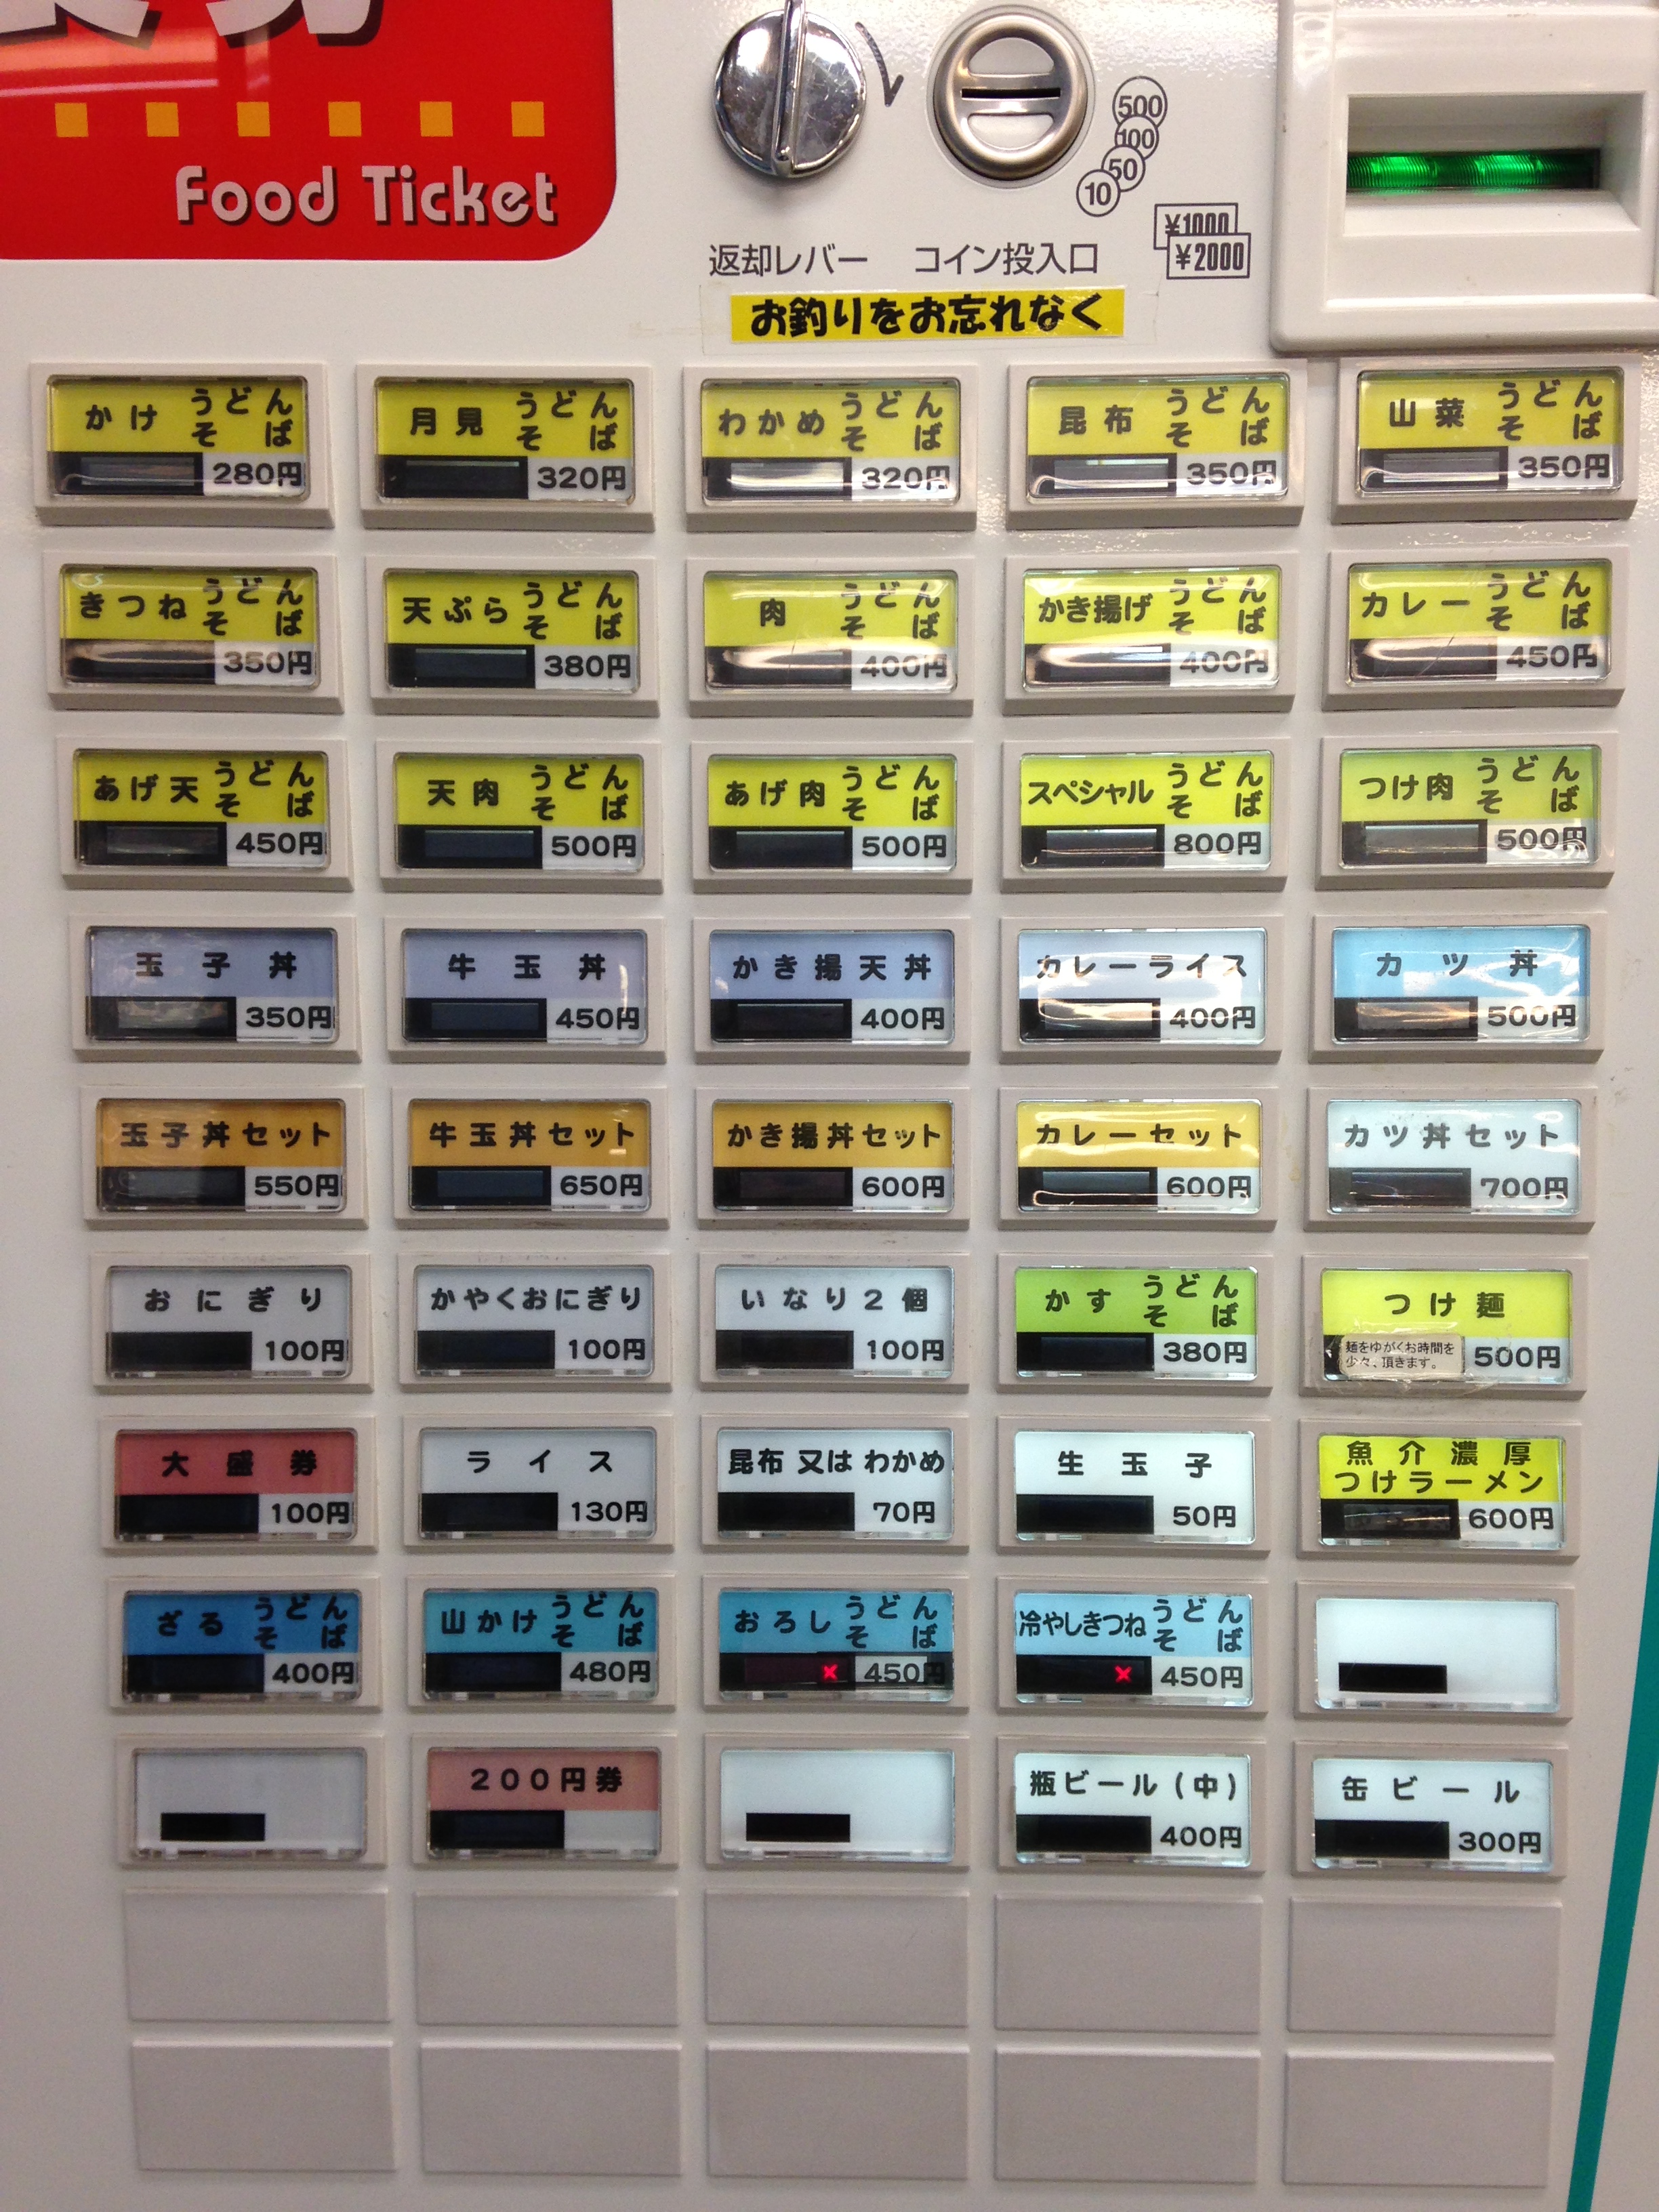 Food Ticket
500
100
50
10
¥1000
¥2000
返却レバー コイン投入口
お釣りをお忘れなく
かけ うどん そば 280円
月見 うどん そば 320円
わかめ うどん そば 320円
昆布 うどん そば 350円
山菜 うどん そば 350円
きつね うどん そば 350円
天ぷら うどん そば 380円
肉 うどん そば 400円
かき揚げ うどん そば 400円
カレー うどん そば 450円
あげ天 うどん そば 450円
天肉 うどん そば 500円
あげ肉 うどん そば 500円
スペシャル うどん そば 800円
つけ肉 うどん そば 500円
玉子丼 350円
牛玉丼 450円
かき揚天丼 400円
カレーライス 400円
カツ丼 500円
玉子丼セット 550円
牛玉丼セット 650円
かき揚丼セット 600円
カレーセット 600円
カツ丼セット 700円
おにぎり 100円
かやくおにぎり 100円
いなり2個 100円
かす うどん そば 380円
つけ麺
麺をゆがくお時間を
少々、頂きます。
500円
大盛券 100円
ライス 130円
昆布 又は わかめ 70円
生玉子 50円
魚介濃厚
つけラーメン
600円
ざる うどん そば 400円
山かけ うどん そば 480円
おろし うどん そば × 450円
冷やしきつね うどん そば × 450円
200円券
瓶ビール(中) 400円
缶ビール 300円